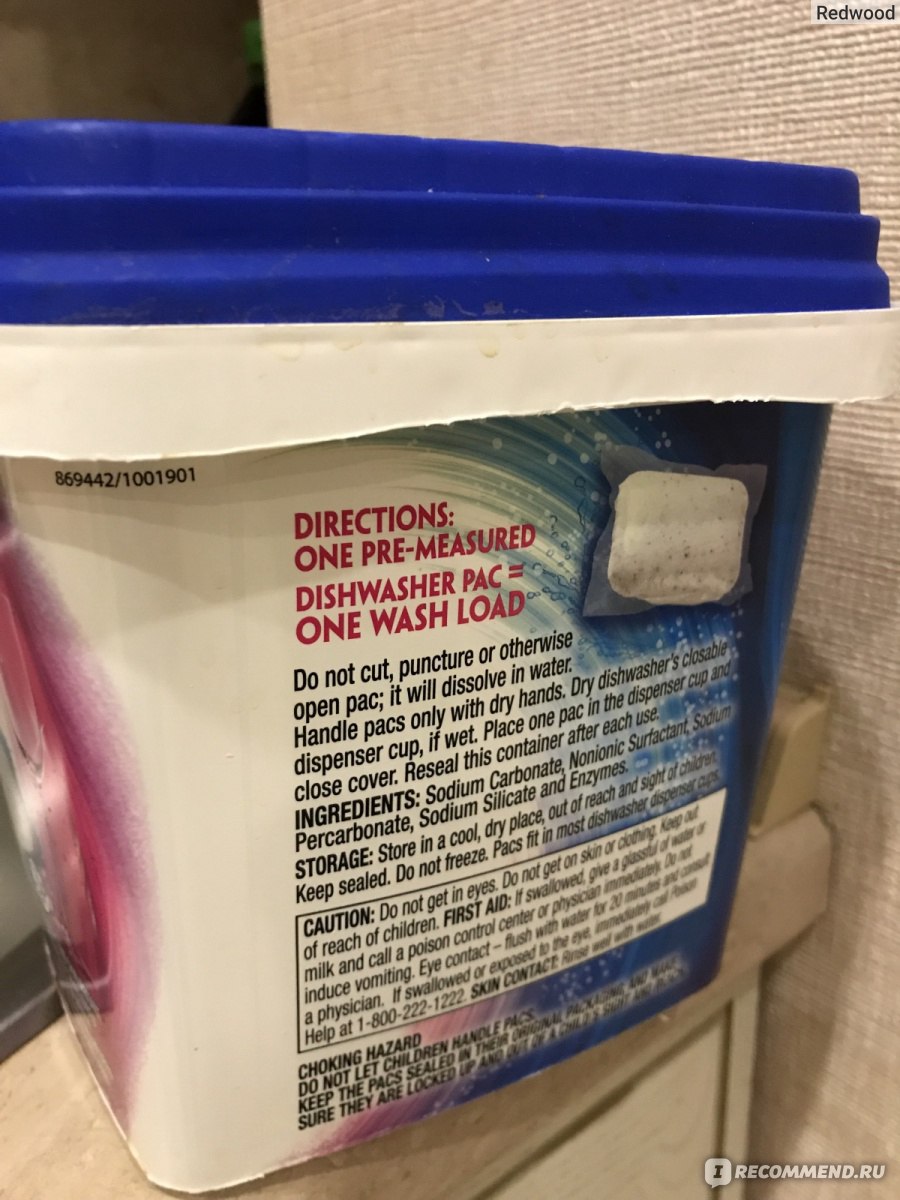 Redwood
869442/1001901
DIRECTIONS:
ONE PRE-MEASURED
DISHWASHER PAC =
ONE WASH LOAD
Do not cut, puncture or otherwise
open pac; it will dissolve in water.
Handle pacs only with dry hands. Dry dishwasher's closable
dispenser cup, if wet. Place one pac in the dispenser cup and
close cover. Reseal this container after each use.
INGREDIENTS: Sodium Carbonate, Nonionic Surfactant, Sodium
Percarbonate, Sodium Silicate and Enzymes.
STORAGE: Store in a cool, dry place, out of reach and sight of children.
Keep sealed. Do not freeze. Pacs fit in most dishwasher dispenser cups.
CAUTION: Do not get in eyes. Do not get on skin or clothing. Keep out
of reach of children. FIRST AID: If swallowed, give a glassful of water or
milk and call a poison control center or physician immediately. Do not
induce vomiting. Eye contact – flush with water for 20 minutes and consult
a physician. If swallowed or exposed to the eye, immediately call Poison
Help at 1-800-222-1222. SKIN CONTACT: Rinse well with water.
CHOKING HAZARD
DO NOT LET CHILDREN HANDLE PACS.
KEEP THE PACS SEALED IN THEIR ORIGINAL PACKAGING AND MAKE
SURE THEY ARE LOCKED UP AND OUT OF A CHILD'S SIGHT AND REACH.
IRECOMMEND.RU